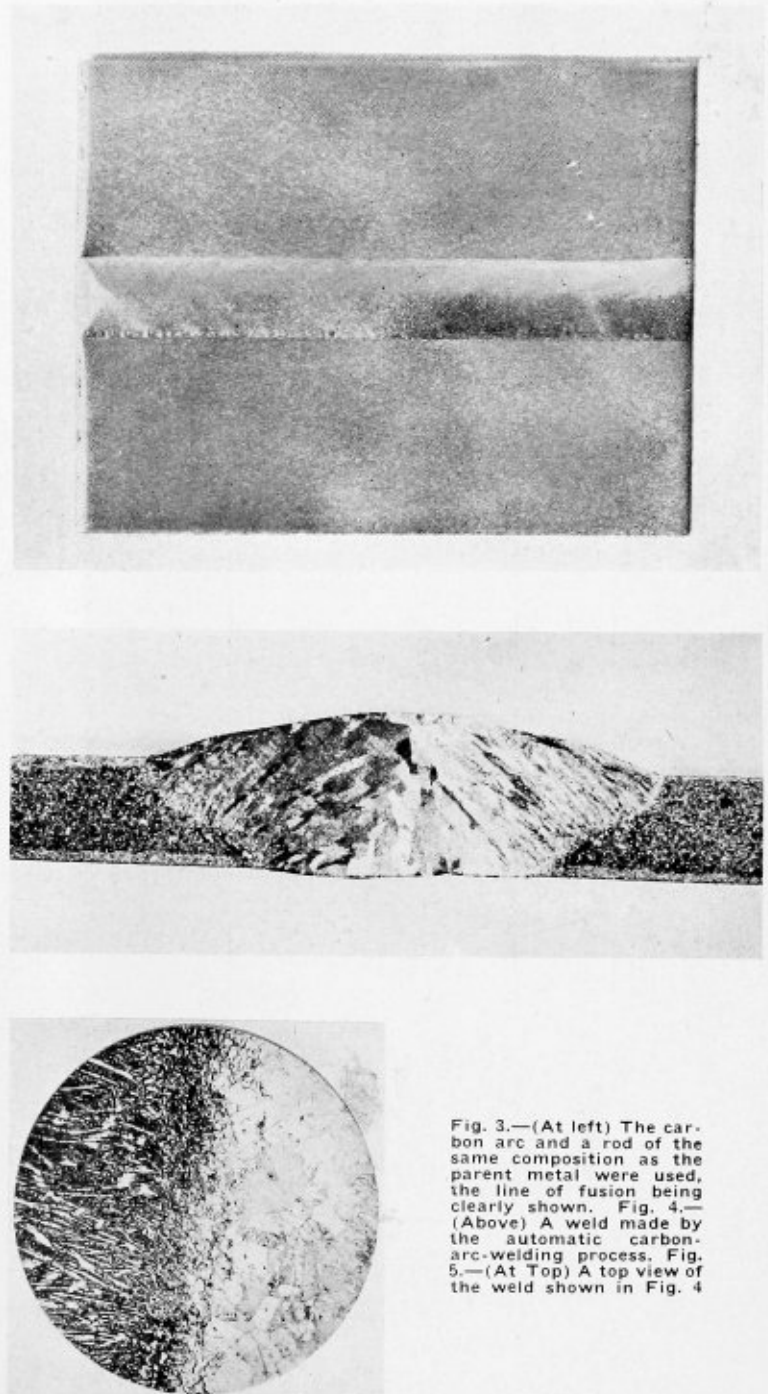 Fig. 3.—(At left) The car-
bon arc and a rod of the
same composition as the
parent metal were used,
the line of fusion being
clearly shown. Fig. 4.—
(Above) A weld made by
the automatic carbon-
arc-welding process. Fig.
5.—(At Top) A top view of
the weld shown in Fig. 4